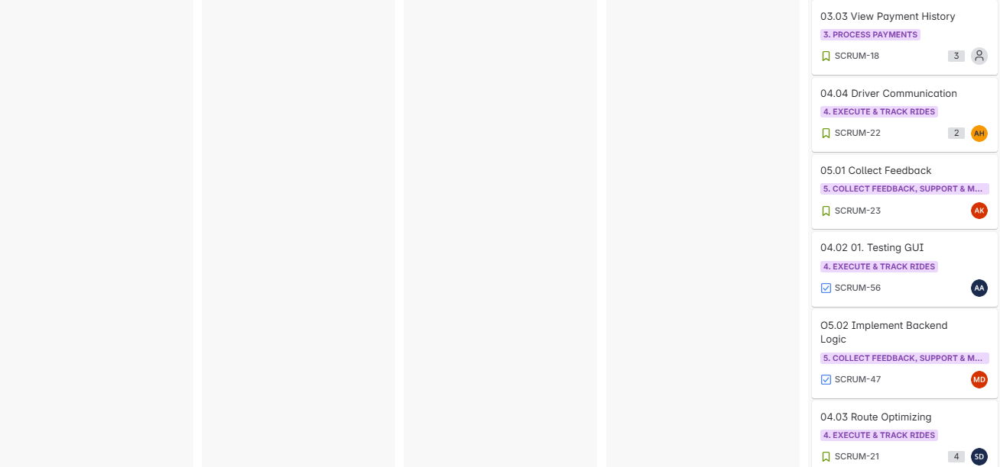 03.03 View Payment History
3. PROCESS PAYMENTS
SCRUM-18 3
04.04 Driver Communication
4. EXECUTE & TRACK RIDES
SCRUM-22 2 AH
05.01 Collect Feedback
5. COLLECT FEEDBACK, SUPPORT & M...
SCRUM-23 AK
04.02 01. Testing GUI
4. EXECUTE & TRACK RIDES
SCRUM-56 AA
O5.02 Implement Backend
Logic
5. COLLECT FEEDBACK, SUPPORT & M...
SCRUM-47 MD
04.03 Route Optimizing
4. EXECUTE & TRACK RIDES
SCRUM-21 4 SD